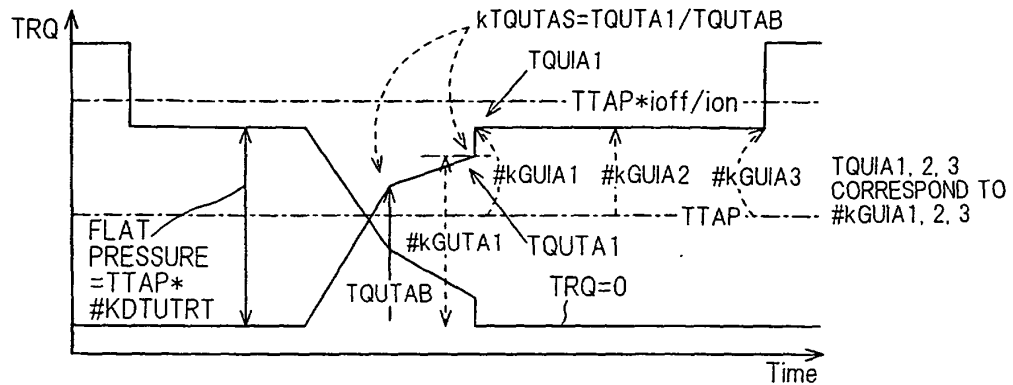 TRQ
kTQUTAS=TQUTA1/TQUTAB
TQUIA1
TTAP*ioff/ion
#kGUIA1
#kGUIA2
#kGUIA3
TQUIA1, 2, 3
CORRESPOND TO
#kGUIA1, 2, 3
TTAP
FLAT
PRESSURE
=TTAP*
#KDTUTRT
#kGUTA1
TQUTA1
TQUTAB
TRQ=0
Time